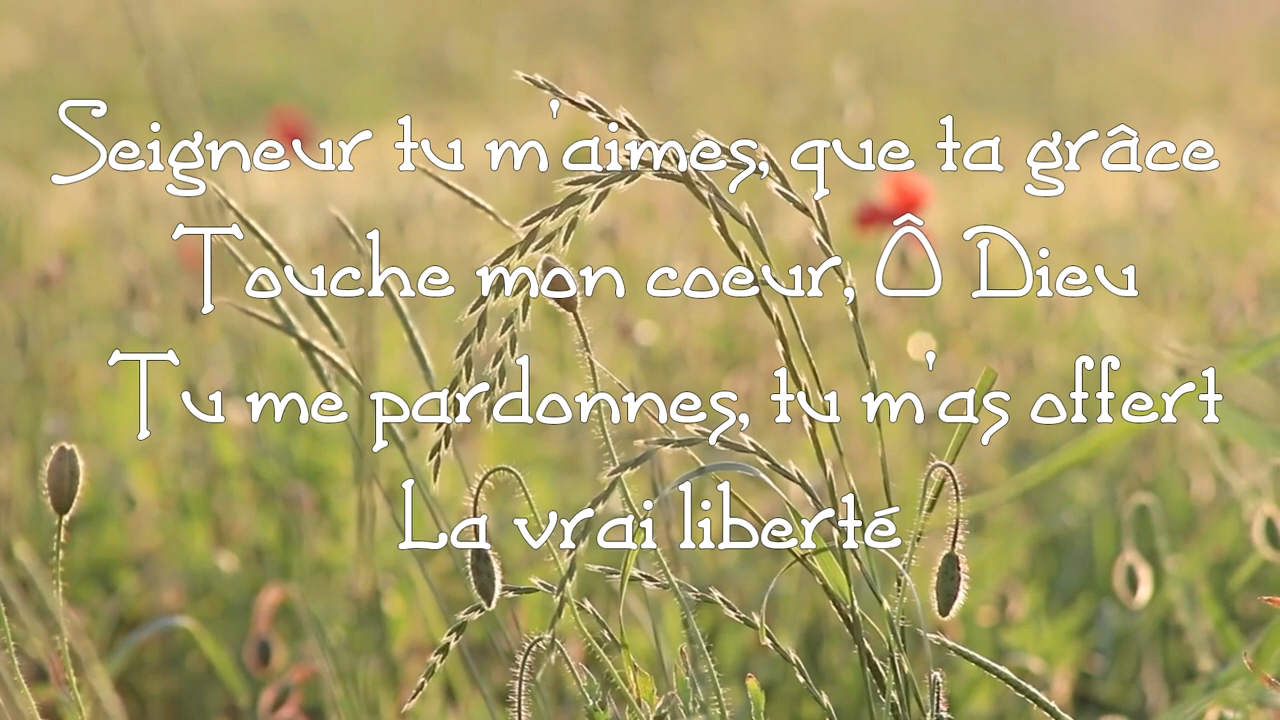 Seigneur tu m'aimes, que ta grâce
Touche mon coeur, Ô Dieu
Tu me pardonnes, tu m'as offert
La vrai liberté